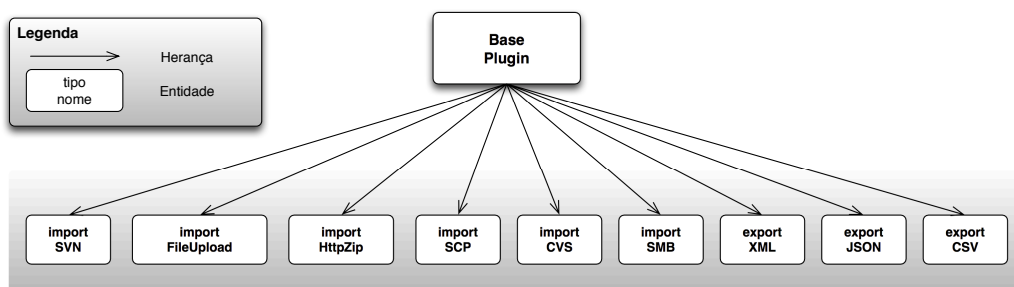 Legenda
Herança
tipo
nome
Entidade
Base
Plugin
import
SVN
import
FileUpload
import
HttpZip
import
SCP
import
CVS
import
SMB
export
XML
export
JSON
export
CSV